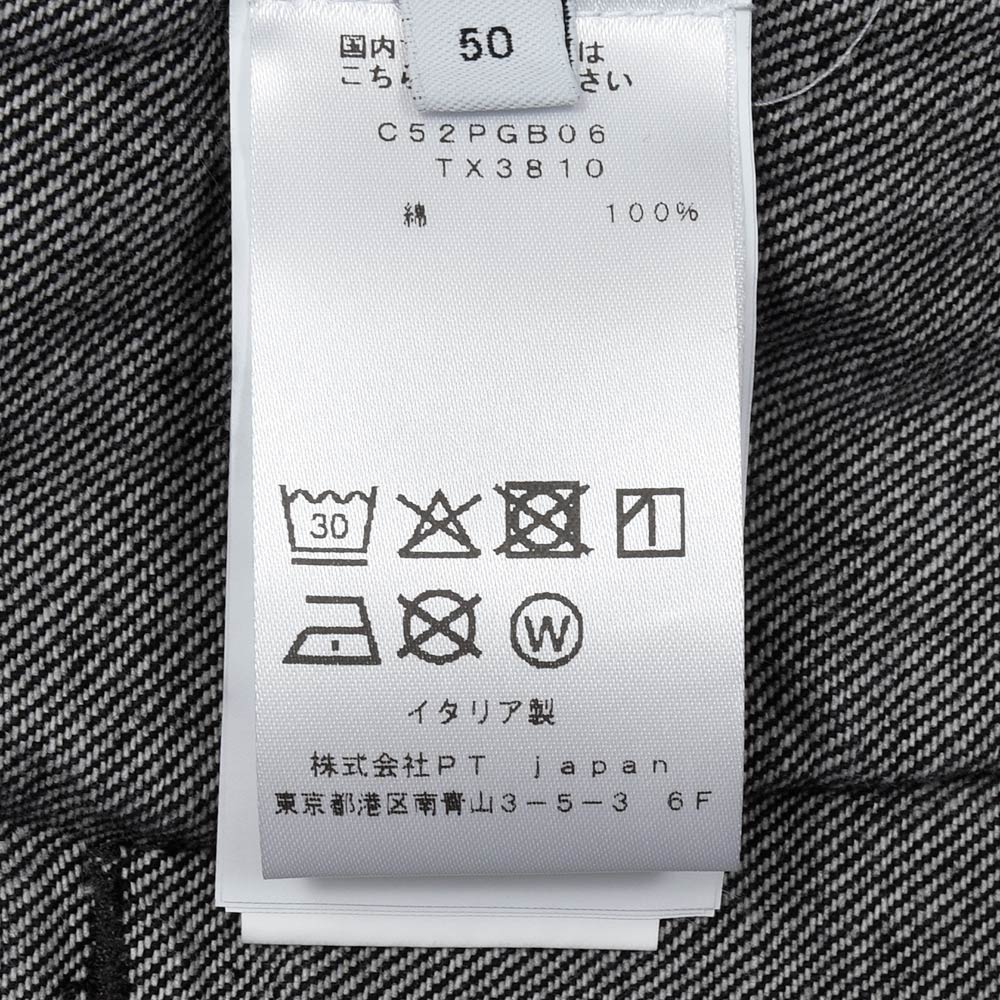 50
国内 は
こちら さい
C52PGB06
TX3810
綿 100%
30
W
イタリア製
株式会社PT japan
東京都港区南青山3-5-3 6F